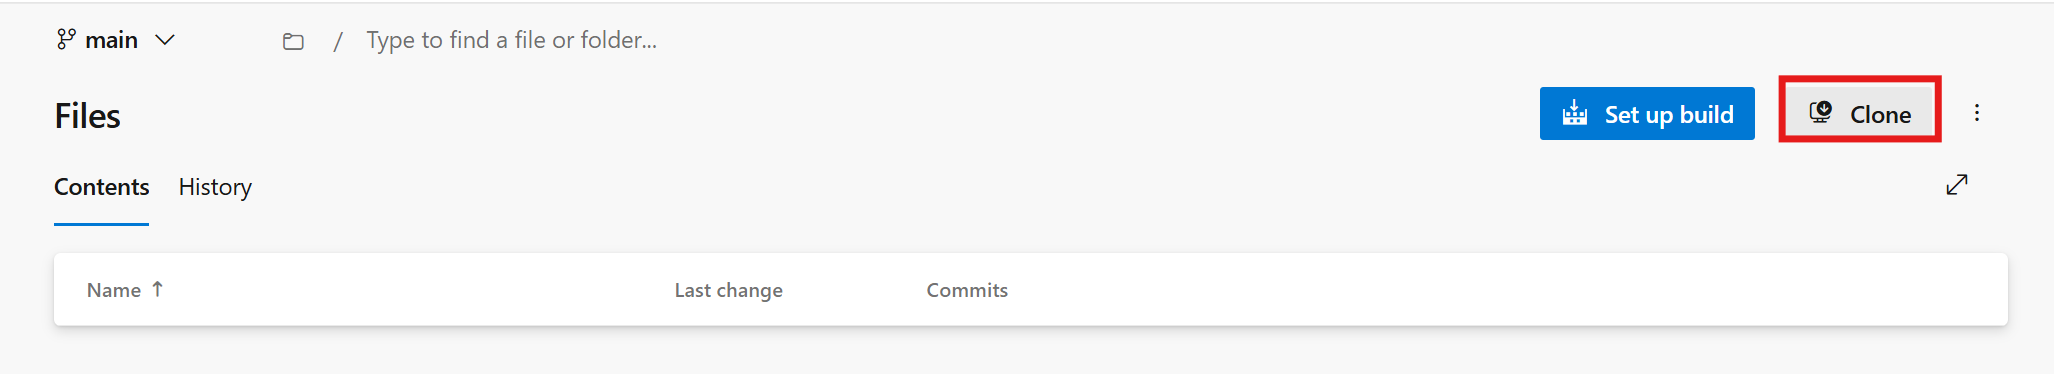 main / Type to find a file or folder...
Files Set up build Clone
Contents History
Name ↑ Last change Commits